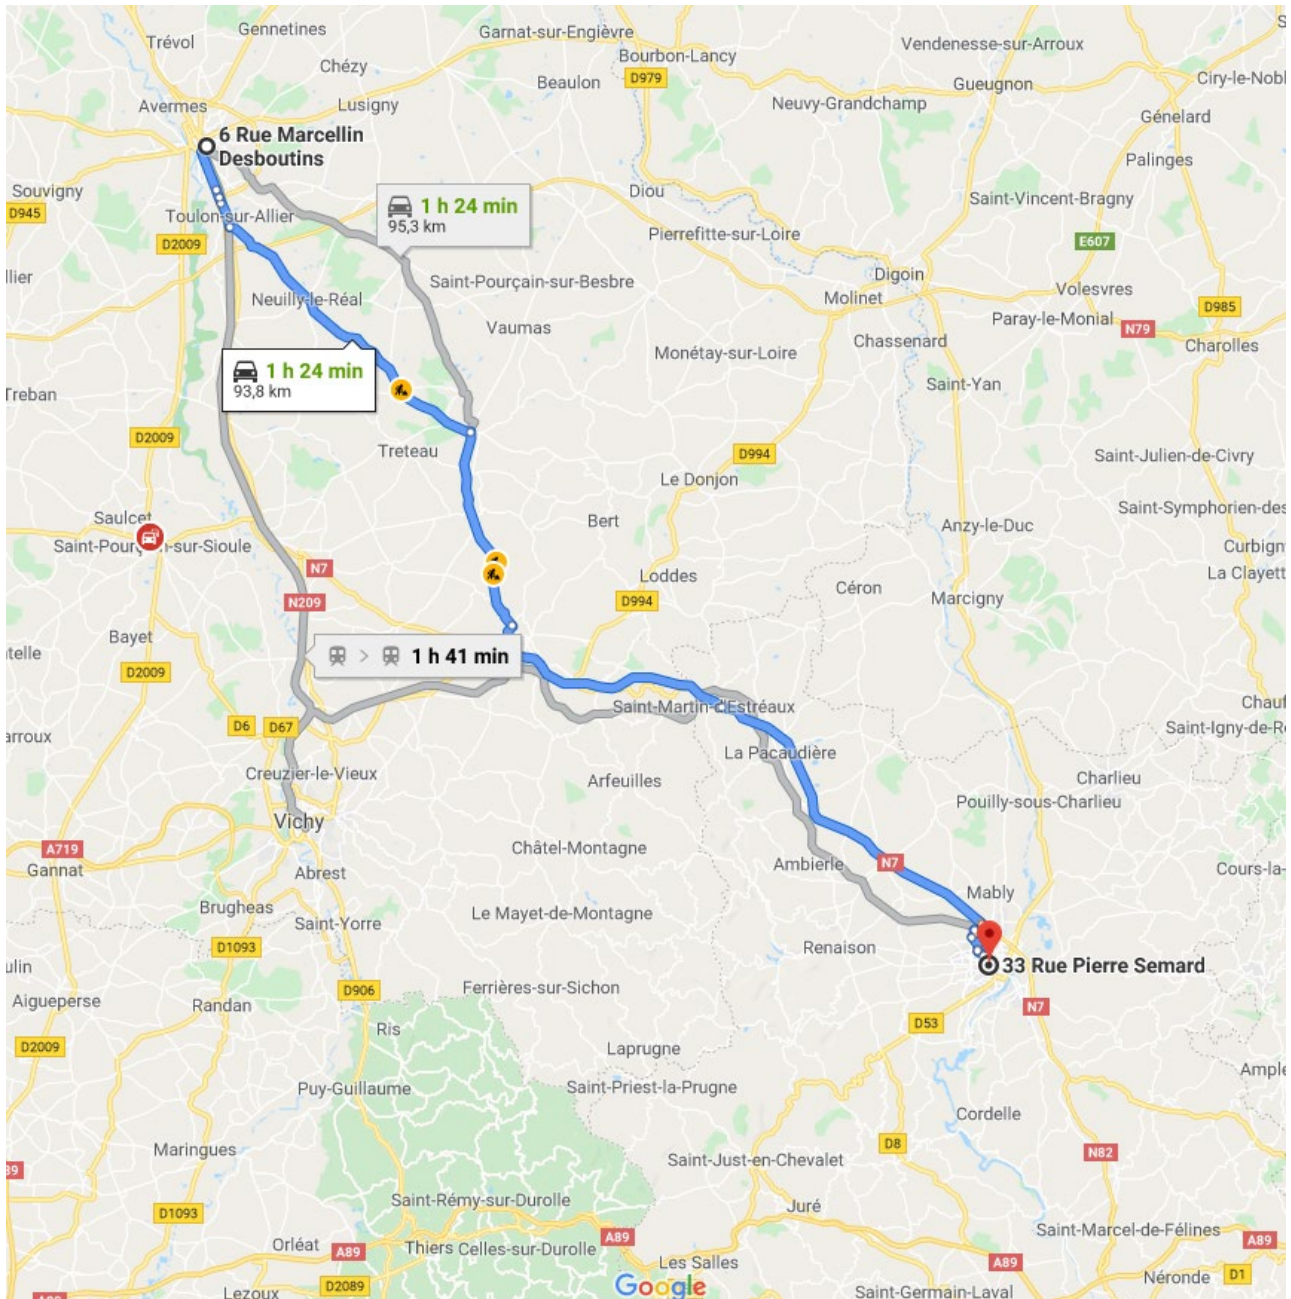 Gennetines
Trévol
Garnat-sur-Engièvre
Vendenesse-sur-Arroux
Bourbon-Lancy
Chézy
D979
Beaulon
Gueugnon
Ciry-le-Nobl
Avermes
Lusigny
Neuvy-Grandchamp
Génelard
6 Rue Marcellin
Desboutins
Palinges
Souvigny
Diou
Saint-Vincent-Bragny
D945
Toulon-sur-Allier
1 h 24 min
95,3 km
Pierrefitte-sur-Loire
E607
D2009
llier
Saint-Pourçain-sur-Besbre
Digoin
Volesvres
Neuilly-le-Réal
Molinet
D985
Vaumas
Paray-le-Monial
N79
Chassenard
Charolles
Monétay-sur-Loire
1 h 24 min
93,8 km
Treban
Saint-Yan
D2009
Treteau
D994
Saint-Julien-de-Civry
Le Donjon
Saulcet
Bert
Saint-Symphorien-des
Anzy-le-Duc
Saint-Pourç n-sur-Sioule
Curbign
N7
Loddes
La Clayett
Céron
N209
D994
Marcigny
Bayet
telle
1 h 41 min
D2009
Saint-Martin-d'Estréaux
Chauf
D6
D67
Saint-Igny-de-R
arroux
La Pacaudière
Creuzier-le-Vieux
Arfeuilles
Charlieu
Pouilly-sous-Charlieu
Vichy
A719
Châtel-Montagne
Gannat
Abrest
Ambierle
N7
Cours-la-
Mably
Brugheas
Saint-Yorre
Le Mayet-de-Montagne
D1093
Renaison
ulin
33 Rue Pierre Semard
Aigueperse
Randan
D906
Ferrières-sur-Sichon
N7
D53
Ris
D2009
Laprugne
Ample
Puy-Guillaume
Saint-Priest-la-Prugne
Cordelle
Maringues
D8
N82
89
Saint-Just-en-Chevalet
Saint-Rémy-sur-Durolle
Juré
D1093
Saint-Marcel-de-Félines
Orléat
A89
Thiers
Celles-sur-Durolle
A89
A89
Les Salles
A89
Néronde
D1
Lezoux
D2089
Google
Saint-Germain-Laval